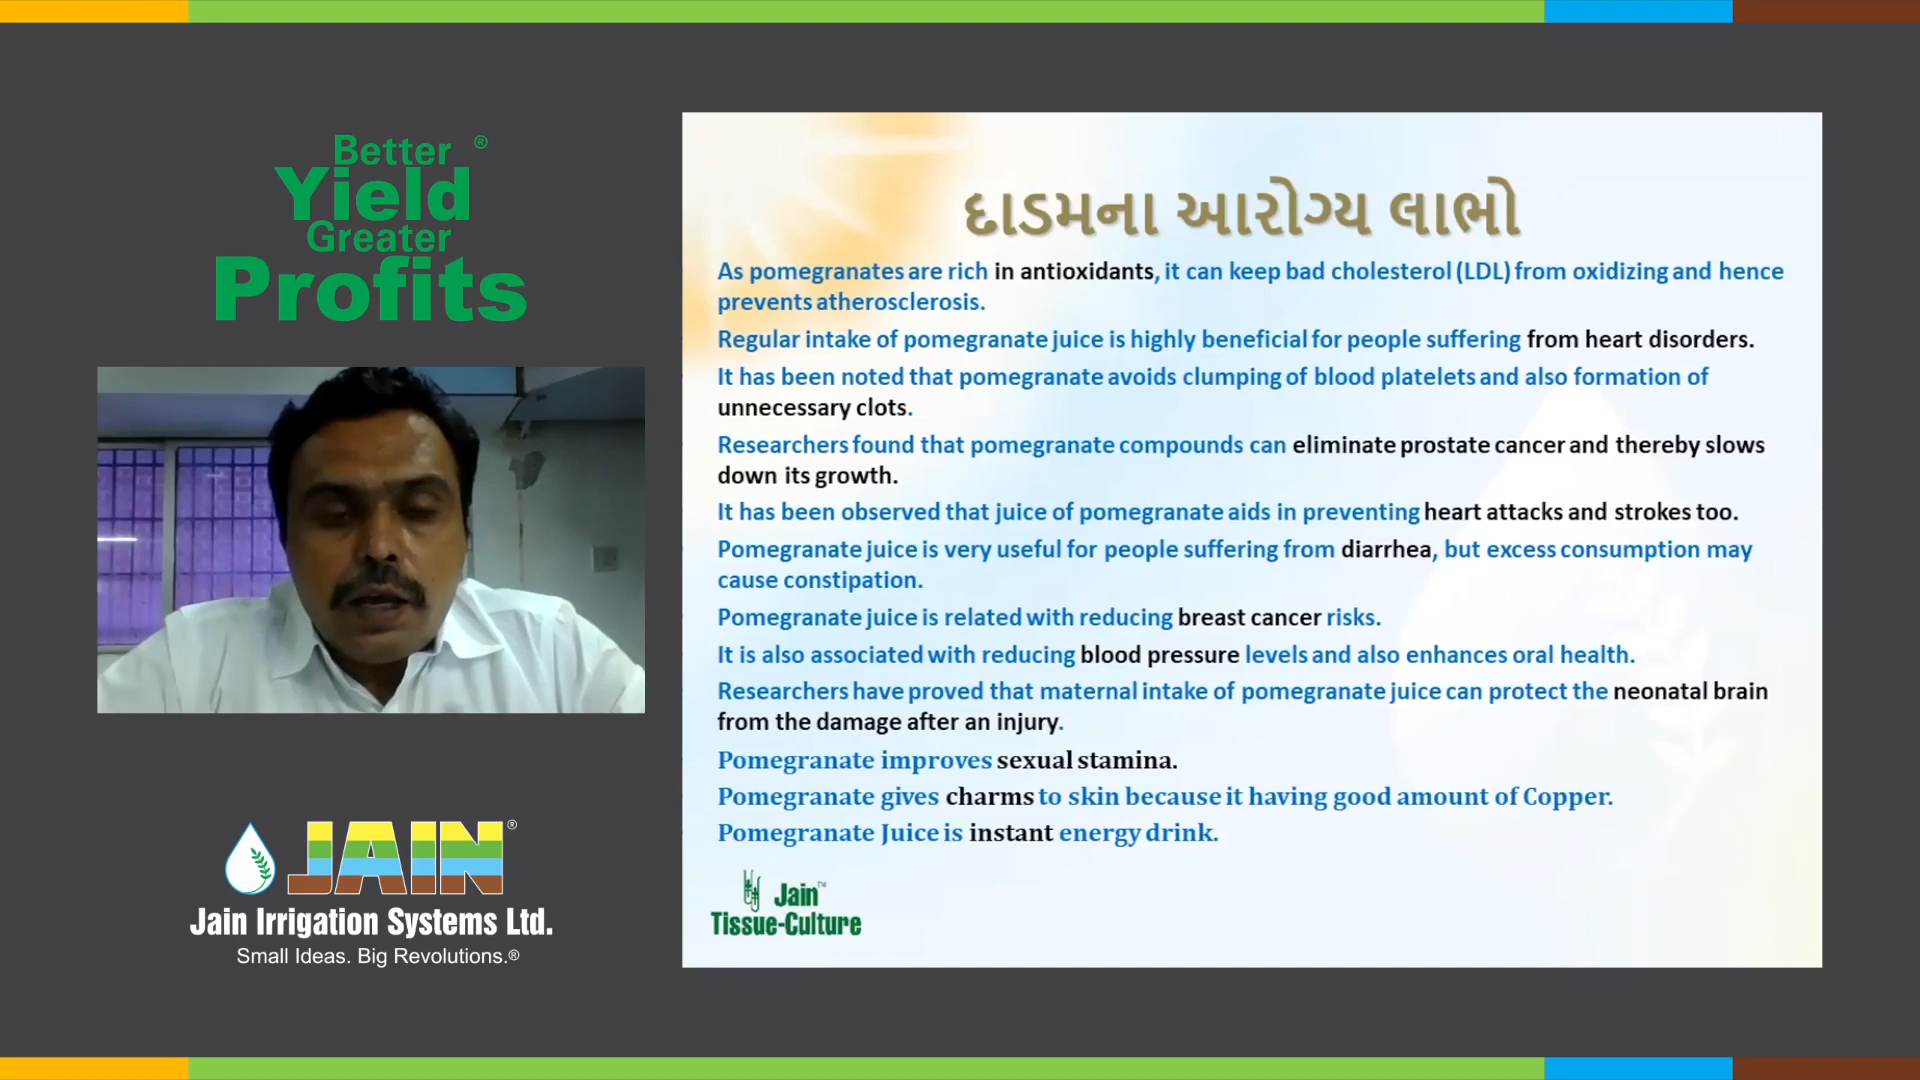 Better ®
Yield
Greater
Profits
JAIN ®
Jain Irrigation Systems Ltd.
Small Ideas. Big Revolutions.®
દાડમના આરોગ્ય લાભો
As pomegranates are rich in antioxidants, it can keep bad cholesterol (LDL) from oxidizing and hence
prevents atherosclerosis.
Regular intake of pomegranate juice is highly beneficial for people suffering from heart disorders.
It has been noted that pomegranate avoids clumping of blood platelets and also formation of
unnecessary clots.
Researchers found that pomegranate compounds can eliminate prostate cancer and thereby slows
down its growth.
It has been observed that juice of pomegranate aids in preventing heart attacks and strokes too.
Pomegranate juice is very useful for people suffering from diarrhea, but excess consumption may
cause constipation.
Pomegranate juice is related with reducing breast cancer risks.
It is also associated with reducing blood pressure levels and also enhances oral health.
Researchers have proved that maternal intake of pomegranate juice can protect the neonatal brain
from the damage after an injury.
Pomegranate improves sexual stamina.
Pomegranate gives charms to skin because it having good amount of Copper.
Pomegranate Juice is instant energy drink.
Jain™
Tissue-Culture